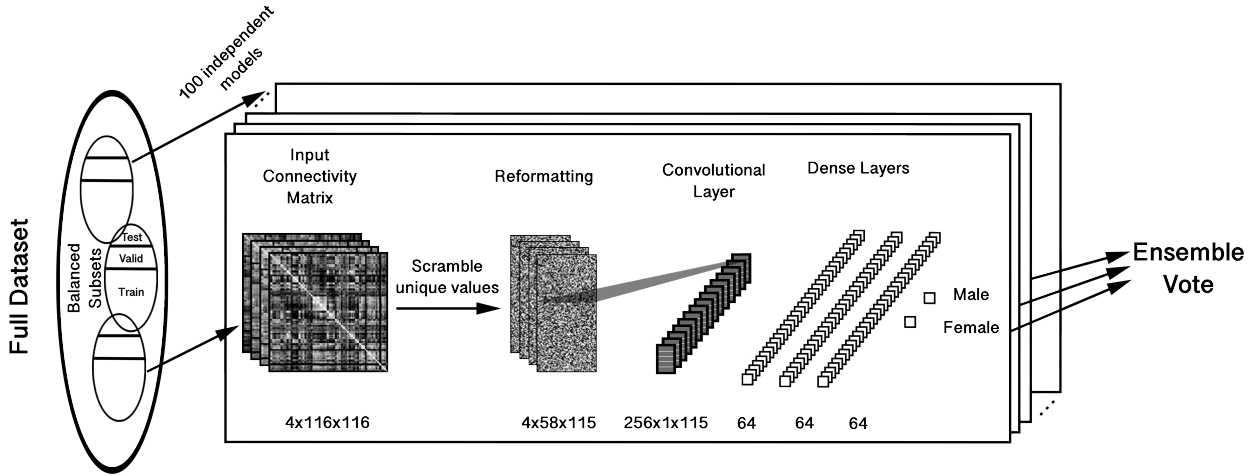 100 independent
models
Full Dataset
Balanced
Subsets
Test
Valid
Train
Input
Connectivity
Matrix
Scramble
unique values
Reformatting
Convolutional
Layer
Dense Layers
Male
Female
Ensemble
Vote
4x116x116
4x58x115
256x1x115
64
64
64